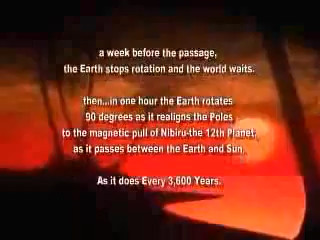 a week before the passage,
the Earth stops rotation and the world waits.
then...in one hour the Earth rotates
90 degrees as it realigns the Poles
to the magnetic pull of Nibiru-the 12th Planet,
as it passes between the Earth and Sun.
As it does Every 3,600 Years.